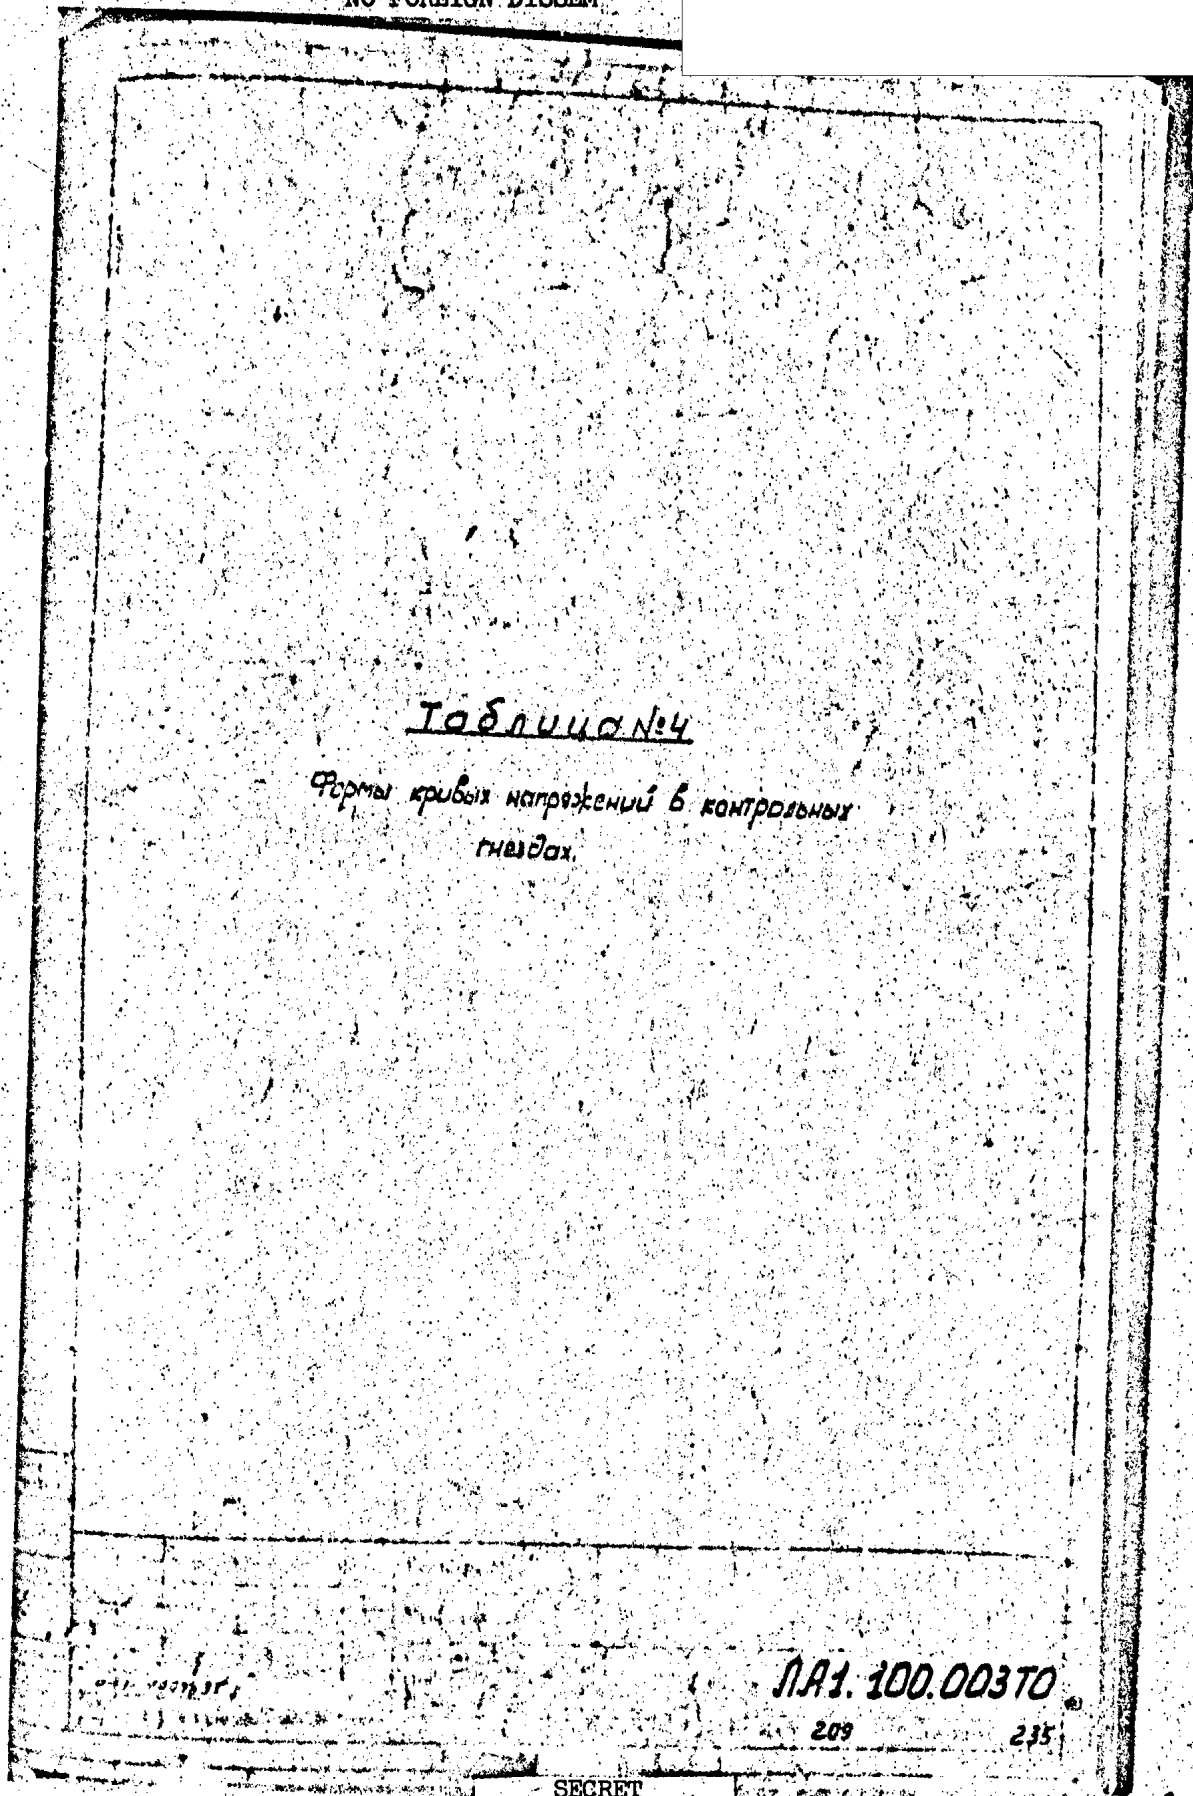 NO FOREIGN DISSEM
Таблица №4
Формы кривых напряжений в контрольных
гнездах.
ЛА1.100.003ТО
209 235
SECRET